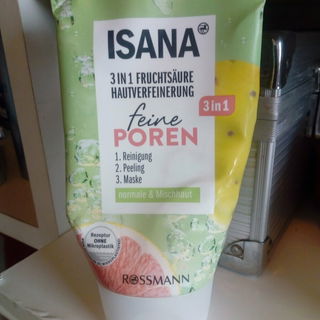 ISANA
3 IN 1 FRUCHTSÄURE
HAUTVERFEINERUNG
feine
POREN
3 in 1
1. Reinigung
2. Peeling
3. Maske
normale & Mischhaut
Rezeptur
OHNE
Mikroplastik
ROSSMANN